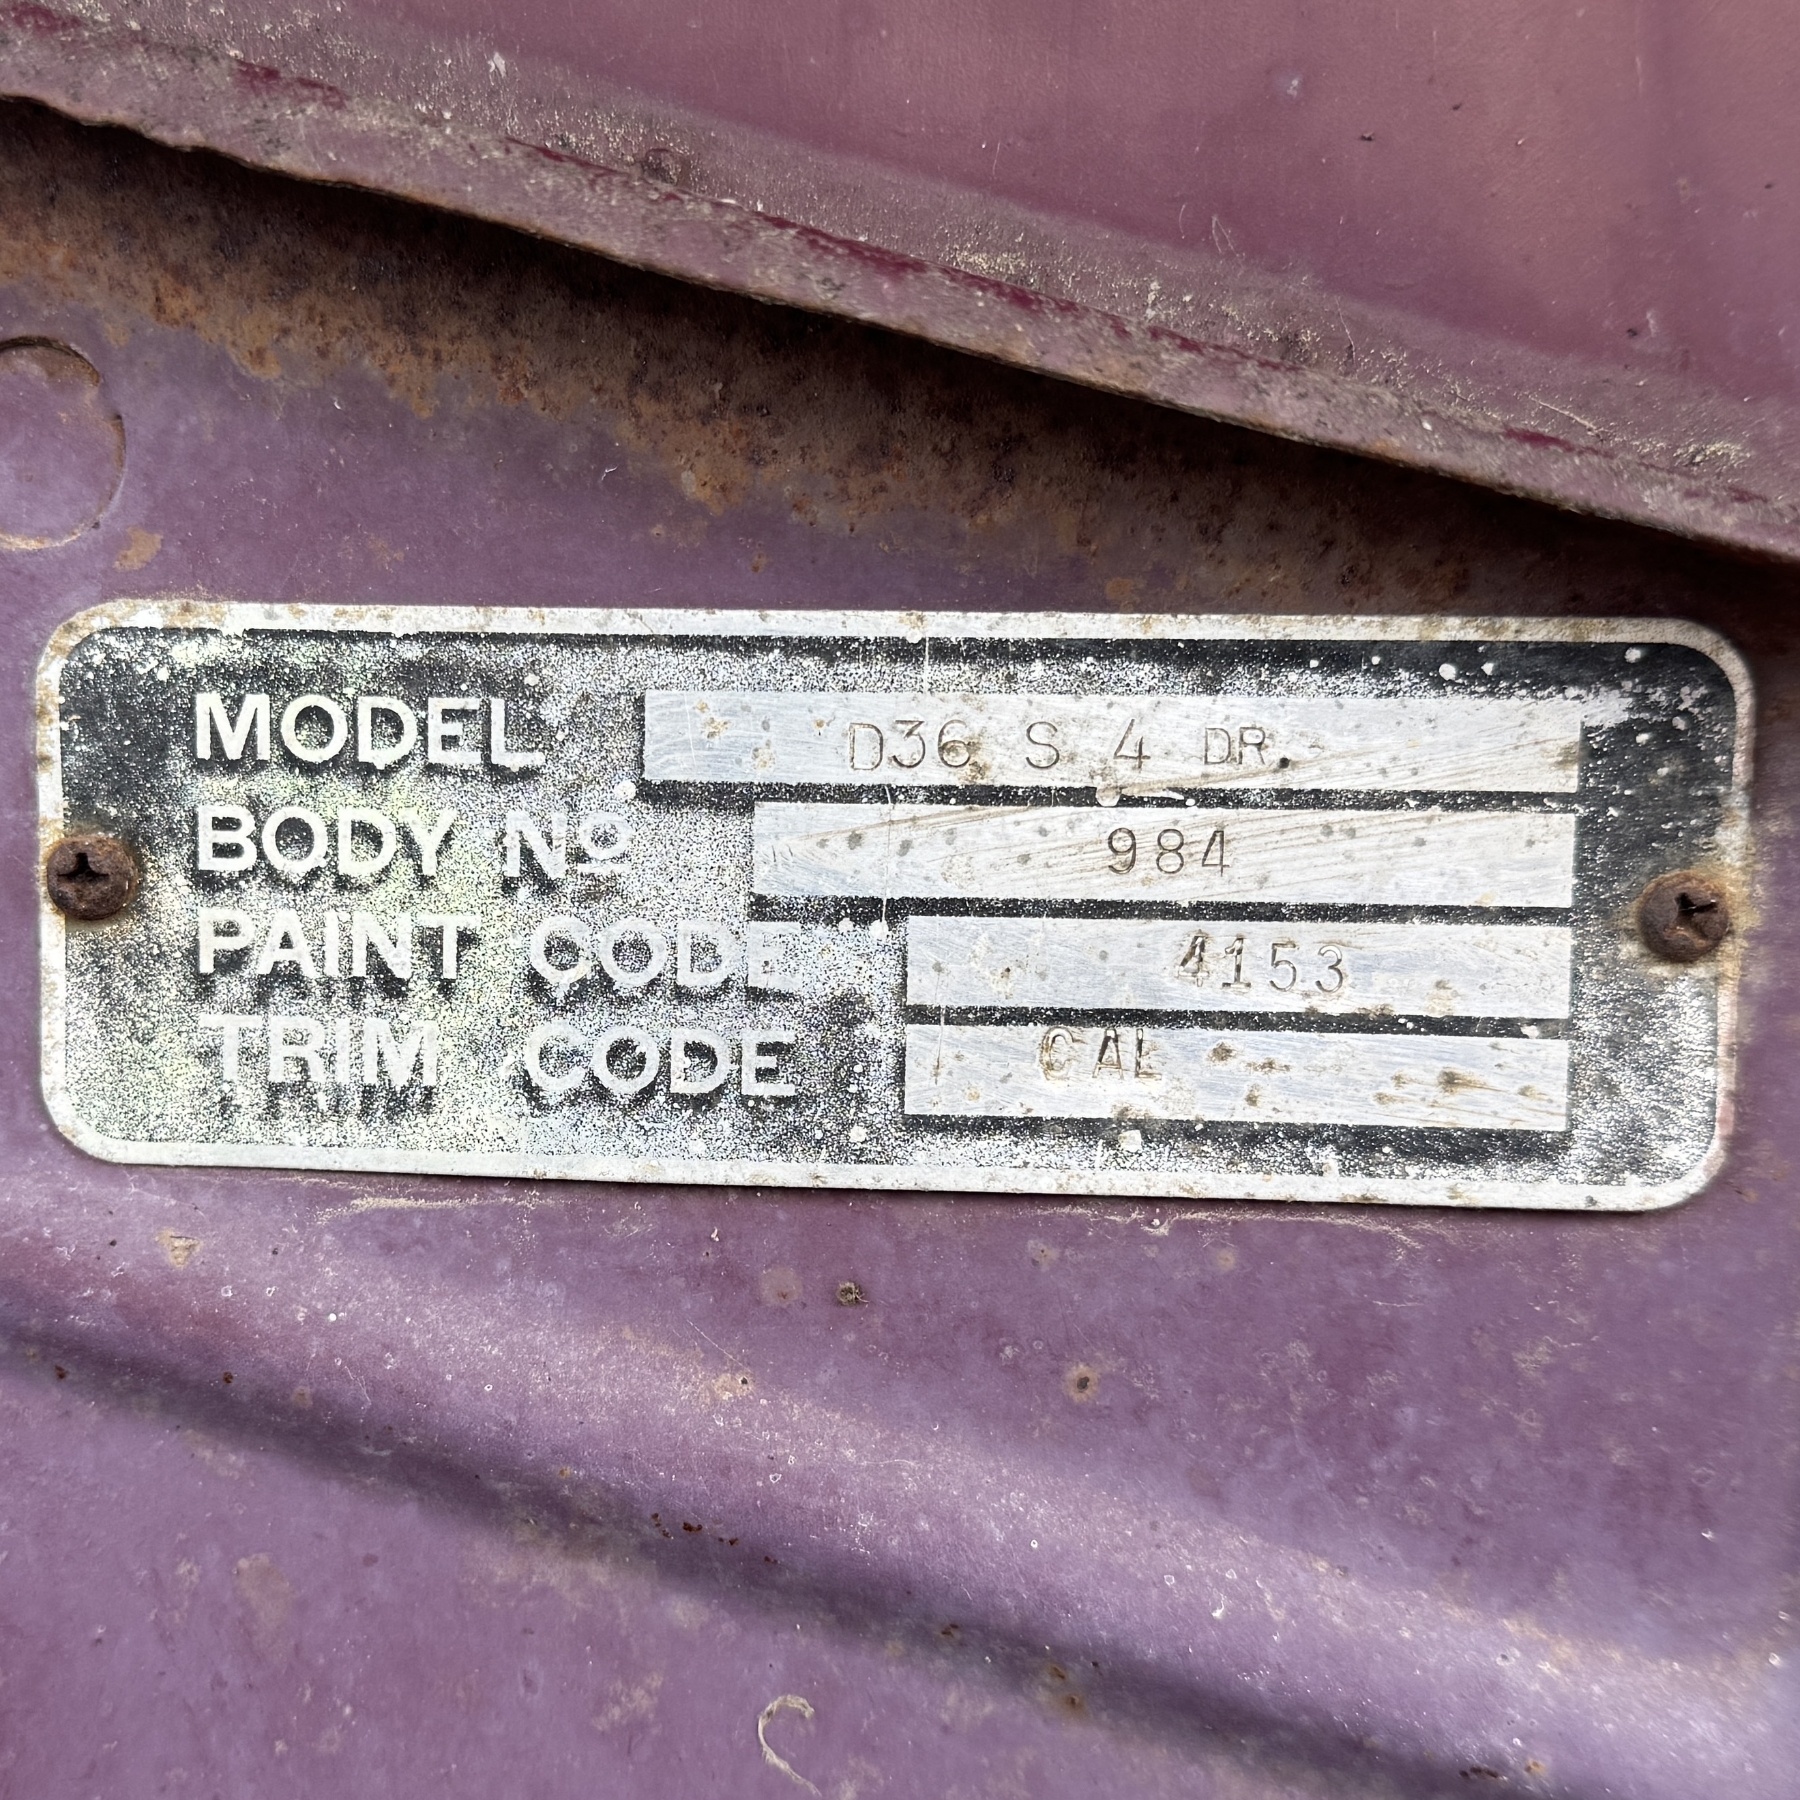 MODEL D36 S 4 DR.
BODY No 984
PAINT CODE 4153
TRIM CODE CAL